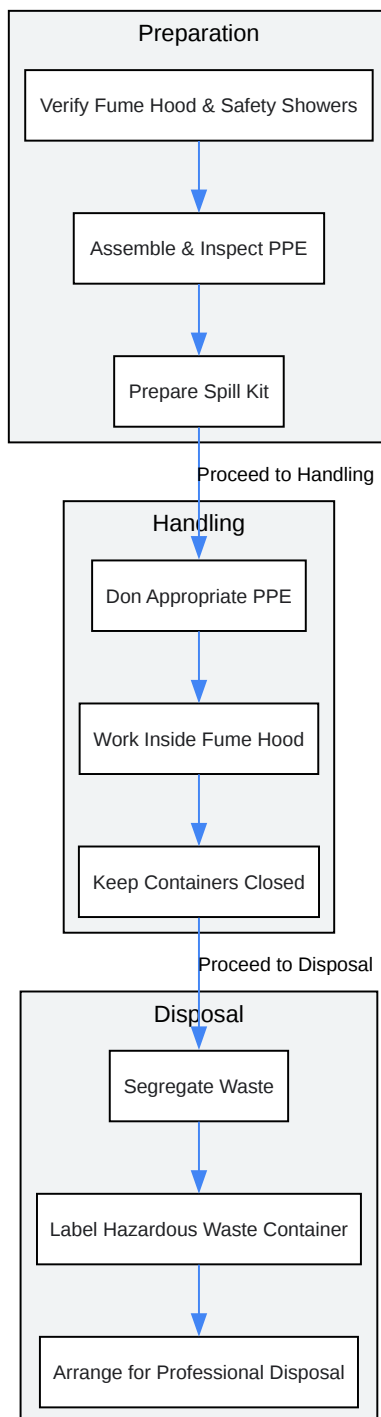 Preparation
Verify Fume Hood & Safety Showers
Assemble & Inspect PPE
Prepare Spill Kit
Proceed to Handling
Handling
Don Appropriate PPE
Work Inside Fume Hood
Keep Containers Closed
Proceed to Disposal
Disposal
Segregate Waste
Label Hazardous Waste Container
Arrange for Professional Disposal